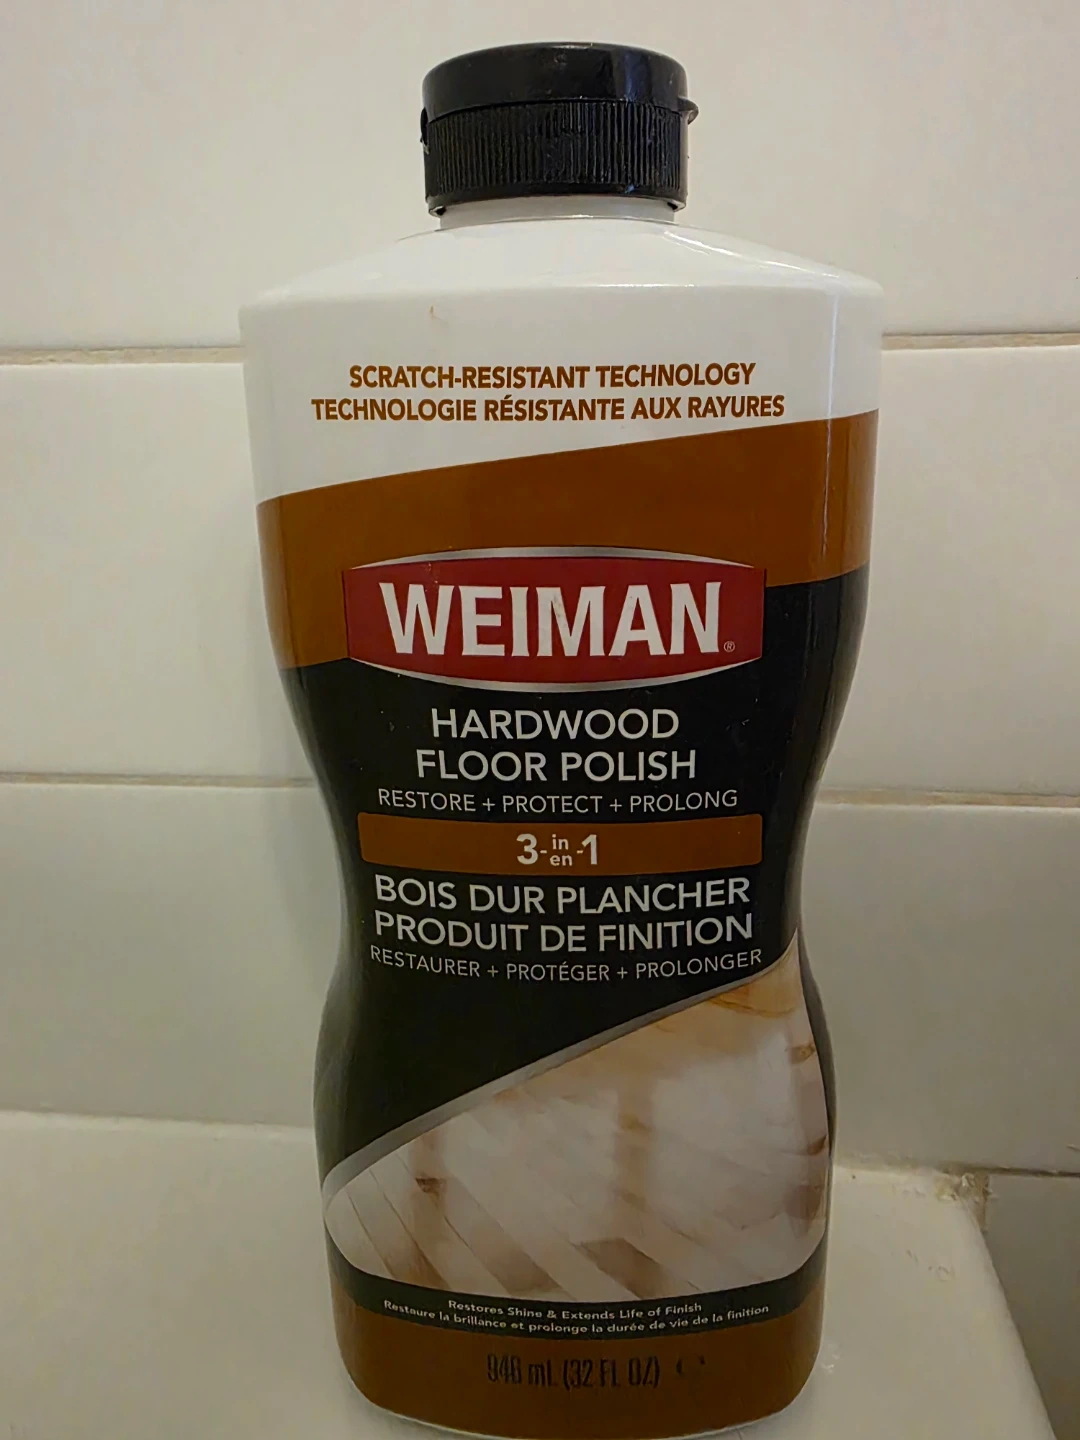 SCRATCH-RESISTANT TECHNOLOGY
TECHNOLOGIE RÉSISTANTE AUX RAYURES
WEIMAN®
HARDWOOD
FLOOR POLISH
RESTORE + PROTECT + PROLONG
3-in/en-1
BOIS DUR PLANCHER
PRODUIT DE FINITION
RESTAURER + PROTÉGER + PROLONGER
Restores Shine & Extends Life of Finish
Restaure la brillance et prolonge la durée de vie de la finition
946 mL (32 FL OZ)